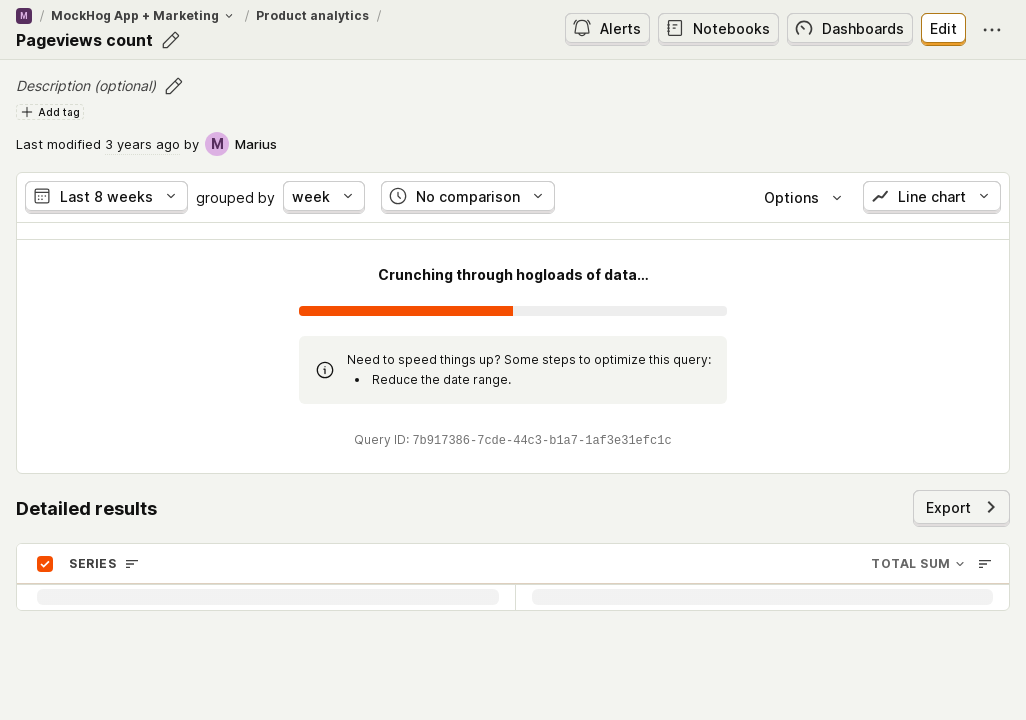 M / MockHog App + Marketing / Product analytics /
Pageviews count
Alerts
Notebooks
Dashboards
Edit
Description (optional)
Add tag
Last modified 3 years ago by M Marius
Last 8 weeks grouped by week No comparison Options Line chart
Crunching through hogloads of data...
Need to speed things up? Some steps to optimize this query:
• Reduce the date range.
Query ID: 7b917386-7cde-44c3-b1a7-1af3e31efc1c
Detailed results
Export
SERIES TOTAL SUM